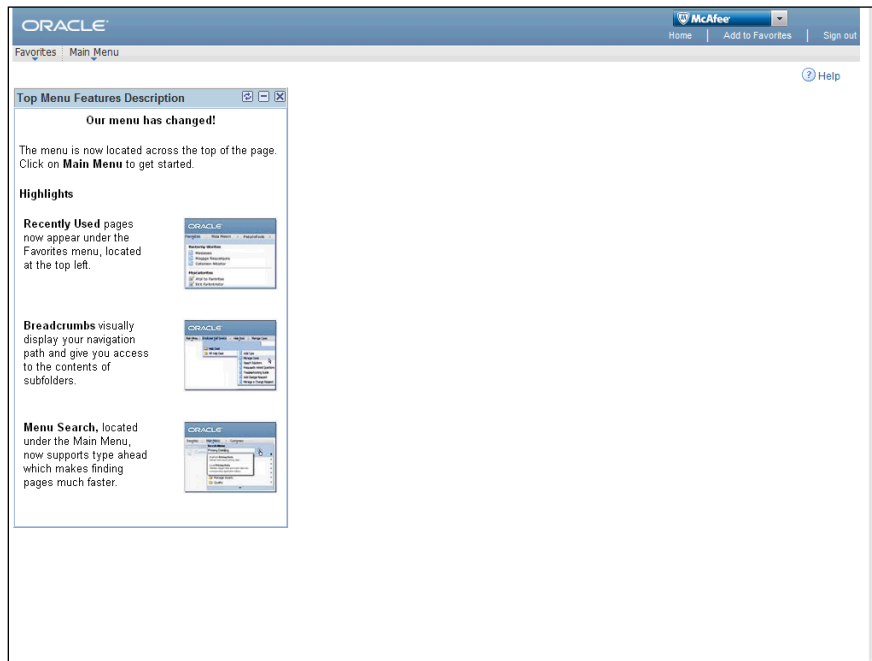 ORACLE
McAfee
Home Add to Favorites Sign out
Favorites Main Menu
Help
Top Menu Features Description
Our menu has changed!
The menu is now located across the top of the page.
Click on Main Menu to get started.
Highlights
Recently Used pages
now appear under the
Favorites menu, located
at the top left.
ORACLE
Breadcrumbs visually
display your navigation
path and give you access
to the contents of
subfolders.
ORACLE
Menu Search, located
under the Main Menu,
now supports type ahead
which makes finding
pages much faster.
ORACLE